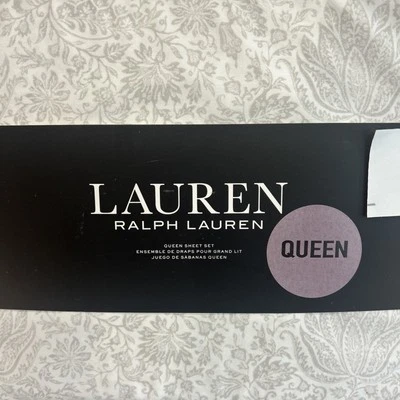 LAUREN
RALPH LAUREN
QUEEN SHEET SET
ENSEMBLE DE DRAPS POUR GRAND LIT
JUEGO DE SÁBANAS QUEEN
QUEEN